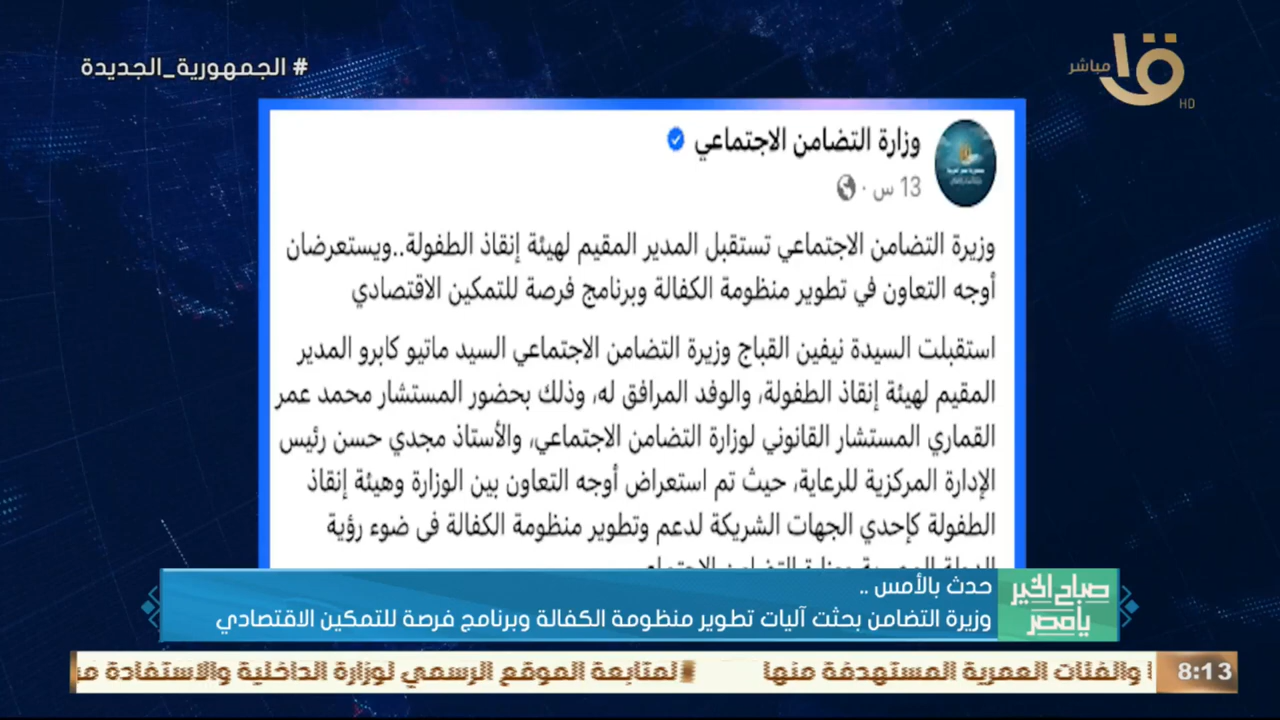 # الجمهورية_الجديدة
مباشر
HD
وزارة التضامن الاجتماعي
13 س
وزيرة التضامن الاجتماعي تستقبل المدير المقيم لهيئة إنقاذ الطفولة..ويستعرضان
أوجه التعاون في تطوير منظومة الكفالة وبرنامج فرصة للتمكين الاقتصادي
استقبلت السيدة نيفين القباج وزيرة التضامن الاجتماعي السيد ماتيو كابرو المدير
المقيم لهيئة إنقاذ الطفولة، والوفد المرافق له، وذلك بحضور المستشار محمد عمر
القماري المستشار القانوني لوزارة التضامن الاجتماعي، والأستاذ مجدي حسن رئيس
الإدارة المركزية للرعاية، حيث تم استعراض أوجه التعاون بين الوزارة وهيئة إنقاذ
الطفولة كإحدي الجهات الشريكة لدعم وتطوير منظومة الكفالة فى ضوء رؤية
صباح الخير
يا مصر
حدث بالأمس ..
وزيرة التضامن بحثت آليات تطوير منظومة الكفالة وبرنامج فرصة للتمكين الاقتصادي
8:13
والفئات العمرية المستهدفة منها # لمتابعة الموقع الرسمي لوزارة الداخلية والاستفادة